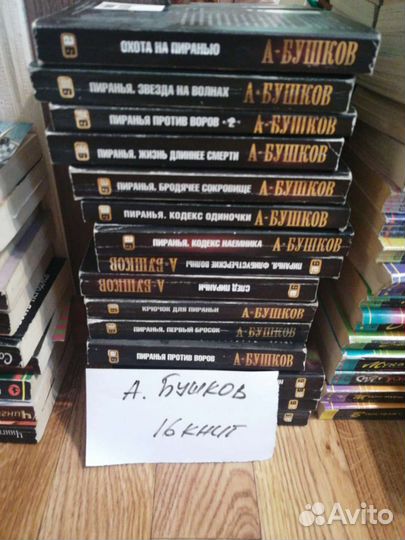 ОХОТА НА ПИРАНЬЮ А·БУШКОВ
ПИРАНЬЯ. ЗВЕЗДА НА ВОЛНАХ А·БУШКОВ
ПИРАНЬЯ ПРОТИВ ВОРОВ-2 А·БУШКОВ
ПИРАНЬЯ. ЖИЗНЬ ДЛИННЕЕ СМЕРТИ А·БУШКОВ
ПИРАНЬЯ. БРОДЯЧЕЕ СОКРОВИЩЕ А·БУШКОВ
ПИРАНЬЯ. КОДЕКС ОДИНОЧКИ А·БУШКОВ
ПИРАНЬЯ. КОДЕКС НАЕМНИКА А·БУШКОВ
ПИРАНЬЯ. ФЛИБУСТЬЕРСКИЕ ВОЛНЫ А·БУШКОВ
СЛЕД ПИРАНЬИ А·БУШКОВ
КРЮЧОК ДЛЯ ПИРАНЬИ А·БУШКОВ
ПИРАНЬЯ. ПЕРВЫЙ БРОСОК А·БУШКОВ
ПИРАНЬЯ ПРОТИВ ВОРОВ А·БУШКОВ
А. БУШКОВ
16 КНИГ
Avito